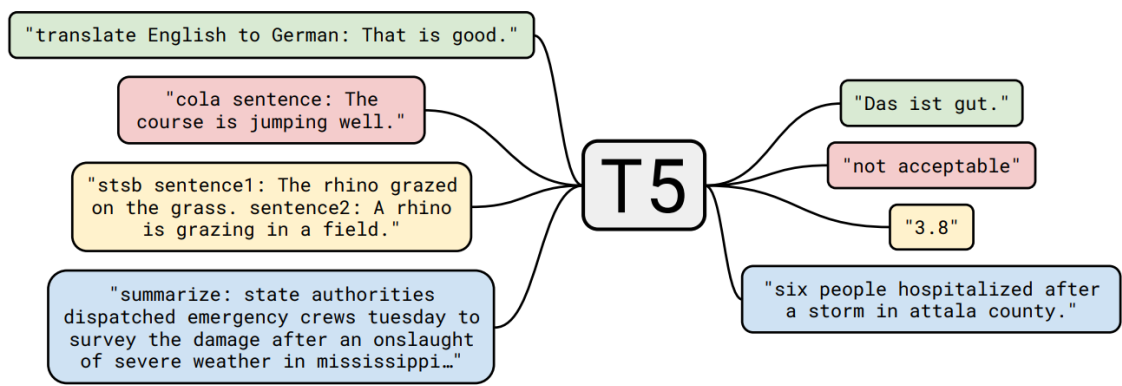 "translate English to German: That is good."
"cola sentence: The
course is jumping well."
"stsb sentence1: The rhino grazed
on the grass. sentence2: A rhino
is grazing in a field."
"summarize: state authorities
dispatched emergency crews tuesday to
survey the damage after an onslaught
of severe weather in mississippi…"
T5
"Das ist gut."
"not acceptable"
"3.8"
"six people hospitalized after
a storm in attala county."